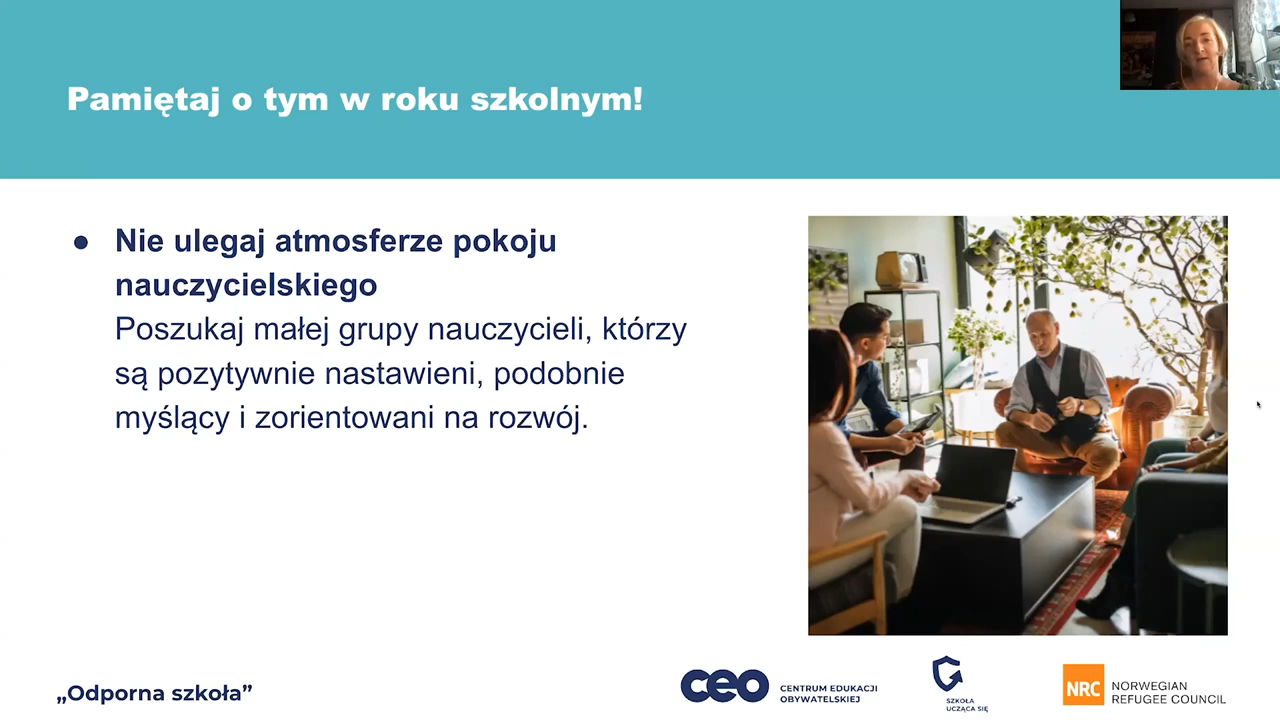 Pamiętaj o tym w roku szkolnym!
● Nie ulegaj atmosferze pokoju
nauczycielskiego
Poszukaj małej grupy nauczycieli, którzy
są pozytywnie nastawieni, podobnie
myślący i zorientowani na rozwój.
„Odporna szkoła”
ceo
CENTRUM EDUKACJI
OBYWATELSKIEJ
SZKOŁA
UCZĄCA SIĘ
NRC
NORWEGIAN
REFUGEE COUNCIL